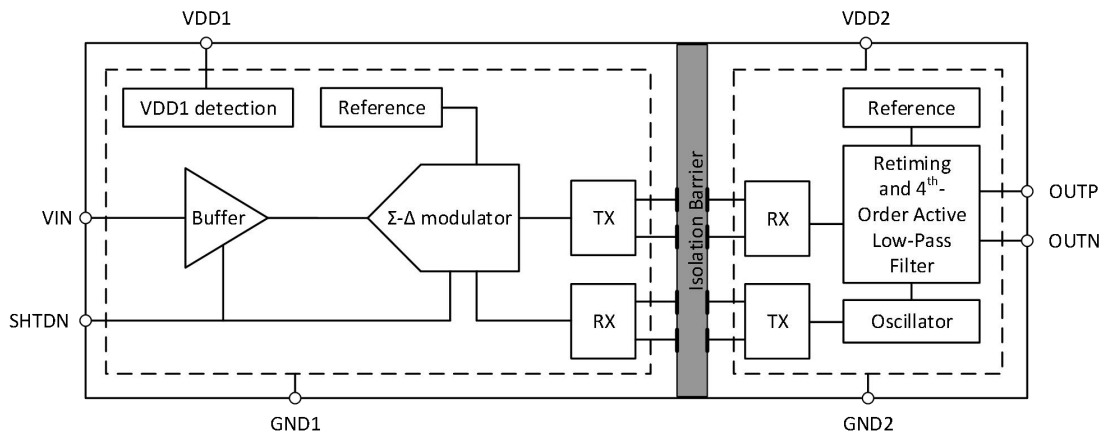 VDD1
VDD2
VDD1 detection
Reference
Reference
Isolation Barrier
Retiming
and 4th-
Order Active
Low-Pass
Filter
VIN
Buffer
Σ-Δ modulator
TX
RX
OUTP
OUTN
SHTDN
RX
TX
Oscillator
GND1
GND2